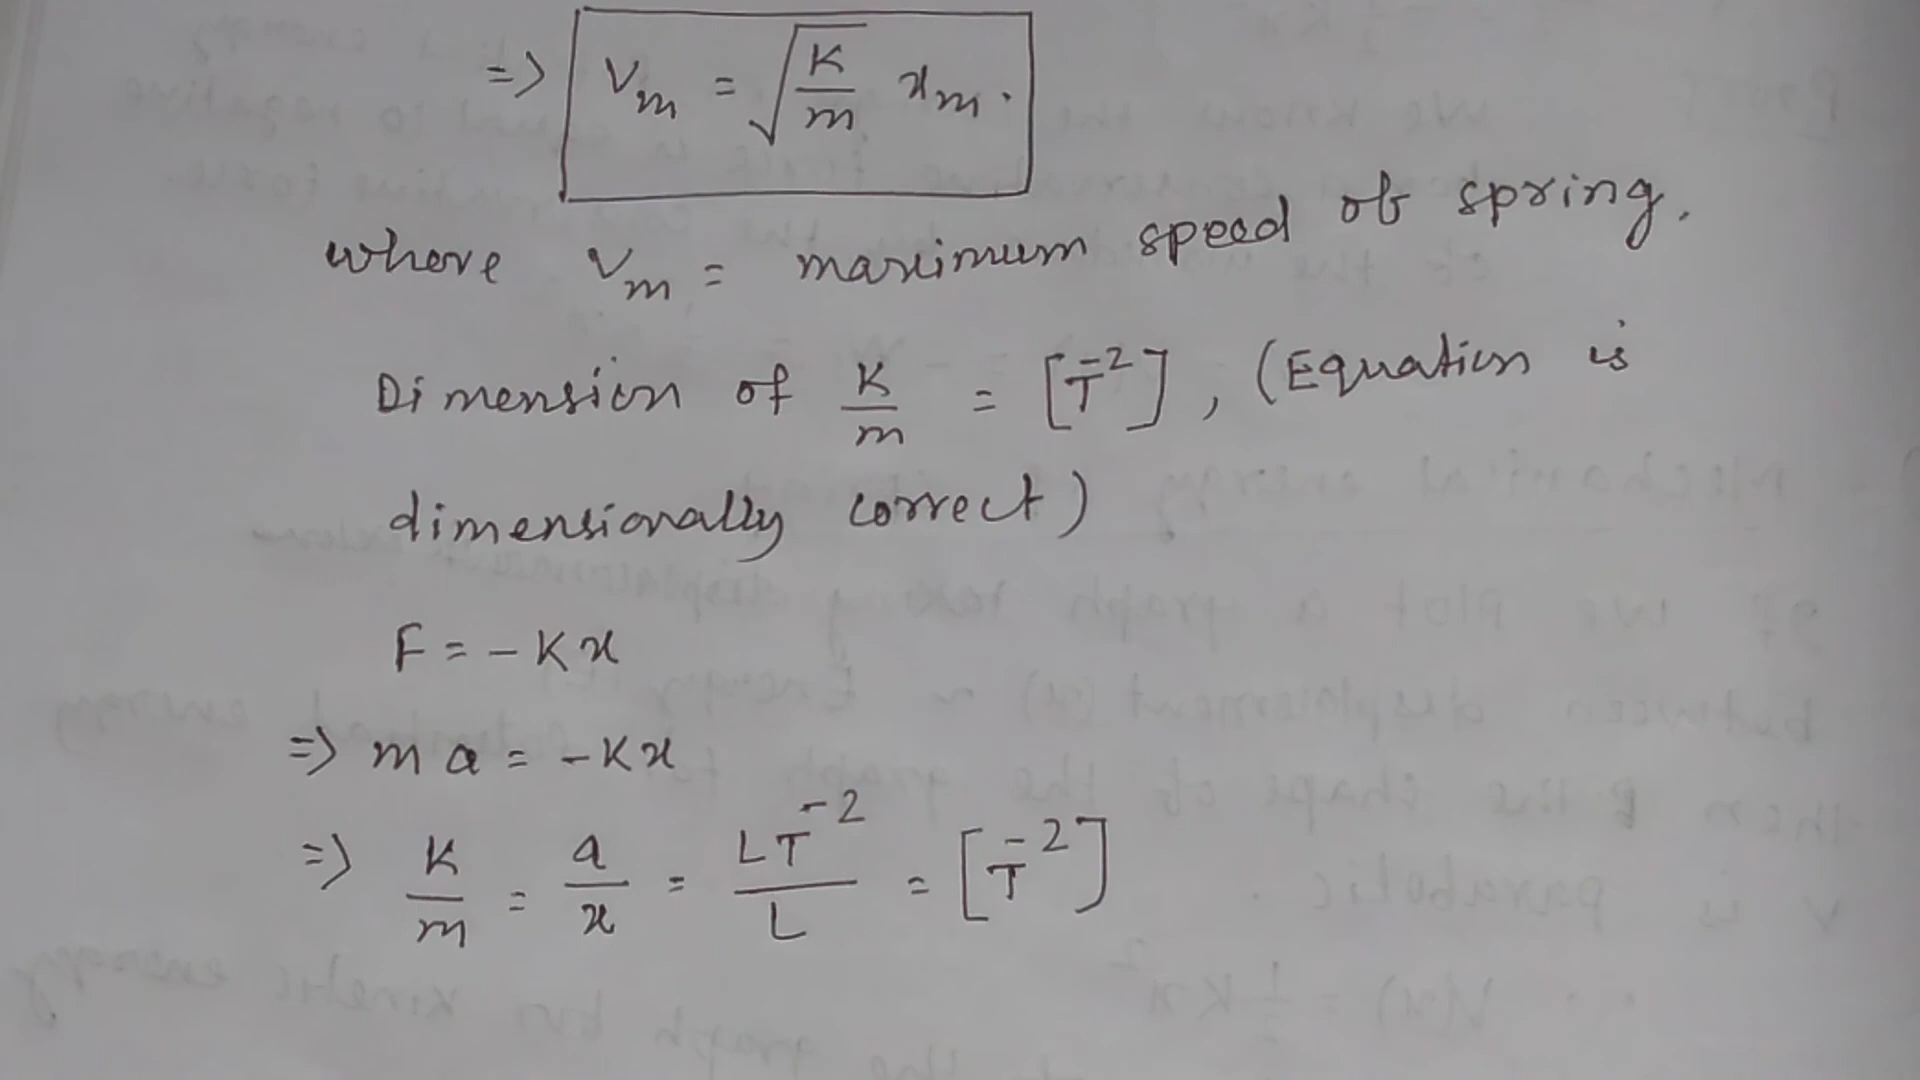 => V_m = √(K/m) x_m.
where V_m = maximum speed of spring.
Dimension of K/m = [T^-2], (Equation is
dimensionally correct)
F = -Kx
=> ma = -Kx
=> K/m = a/x = LT^-2/L = [T^-2]